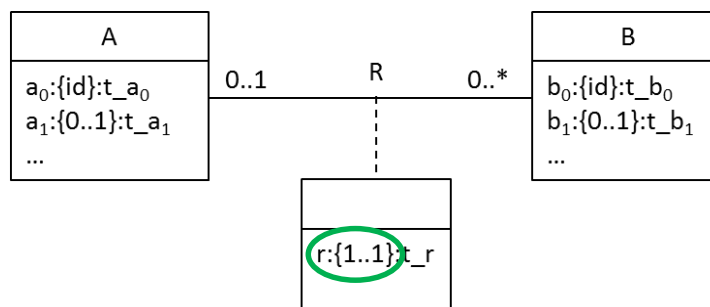 A
B
a₀:{id}:t_a₀
a₁:{0..1}:t_a₁
...
0..1
R
0..*
b₀:{id}:t_b₀
b₁:{0..1}:t_b₁
...
r:{1..1}:t_r